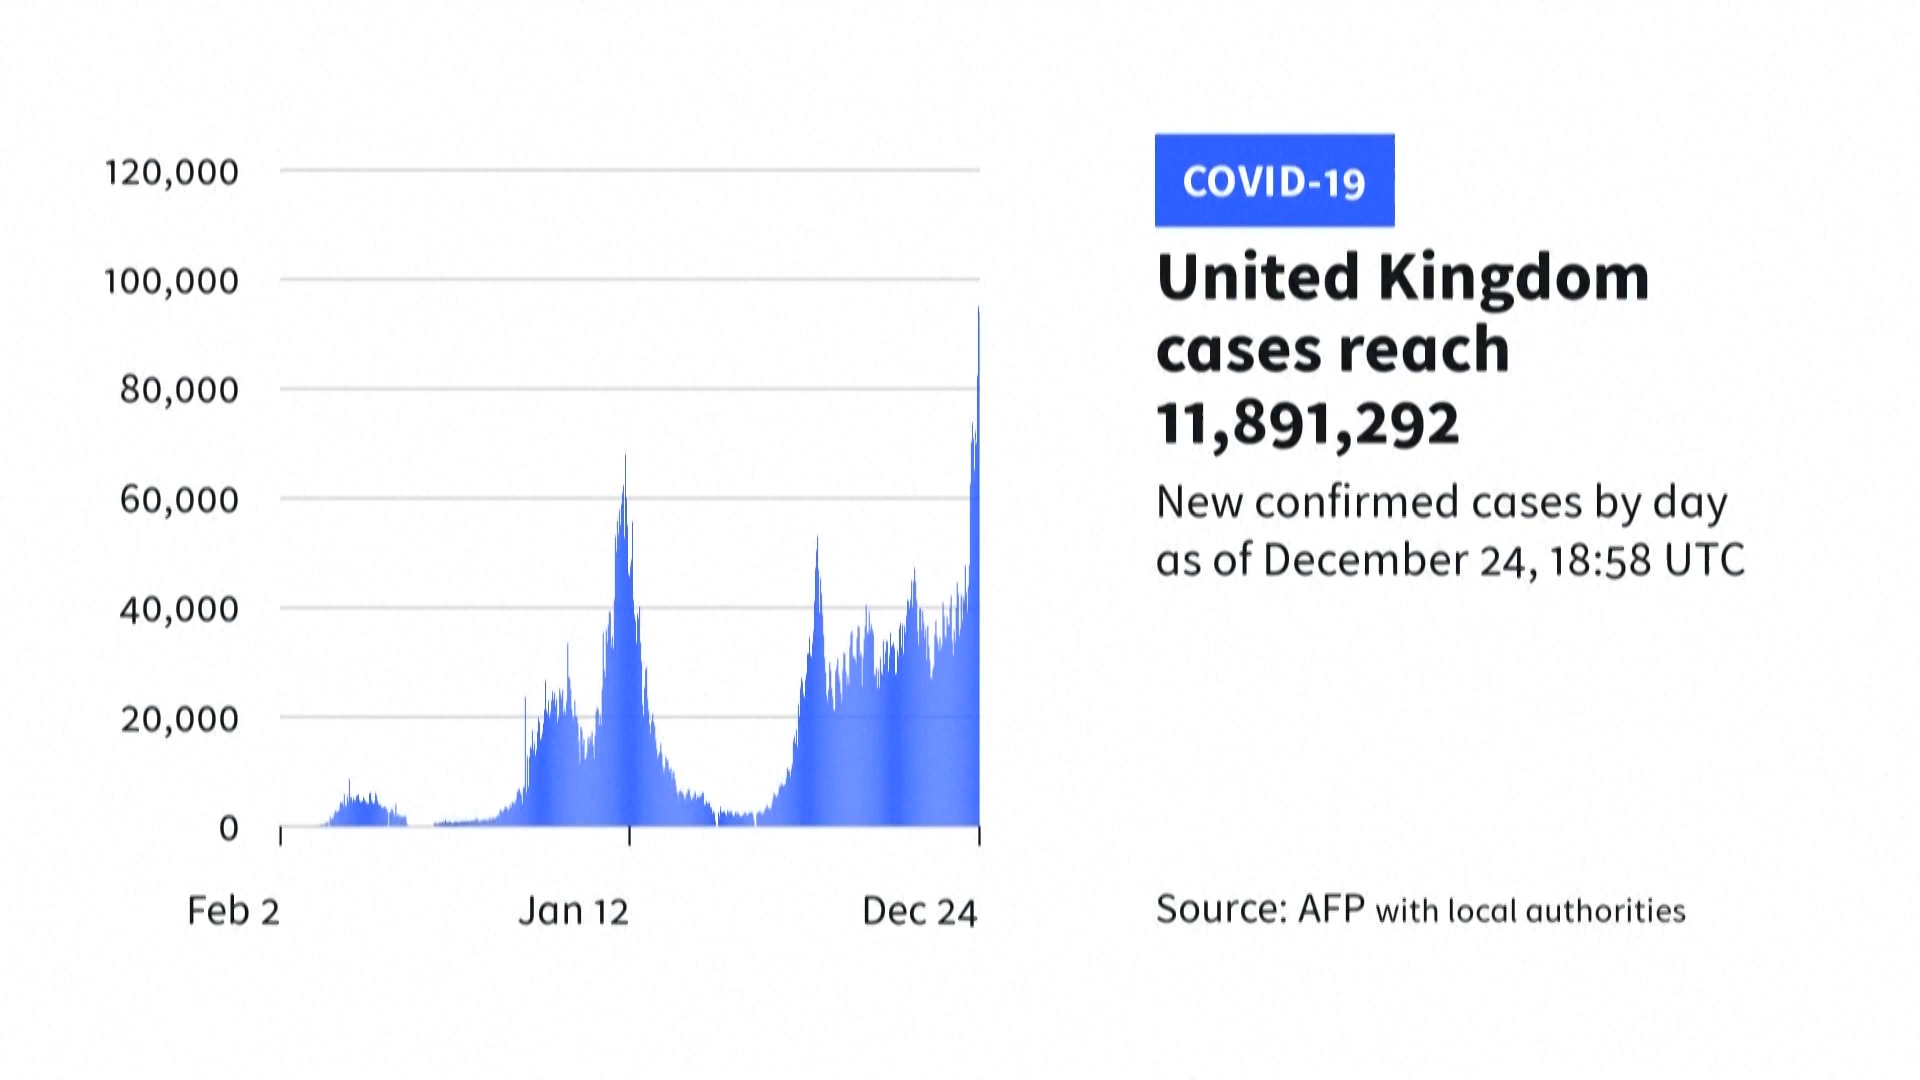 120,000
100,000
80,000
60,000
40,000
20,000
0
Feb 2
Jan 12
Dec 24
COVID-19
United Kingdom
cases reach
11,891,292
New confirmed cases by day
as of December 24, 18:58 UTC
Source: AFP with local authorities